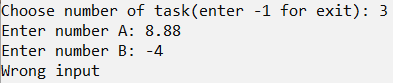 Choose number of task(enter -1 for exit): 3
Enter number A: 8.88
Enter number B: -4
Wrong input